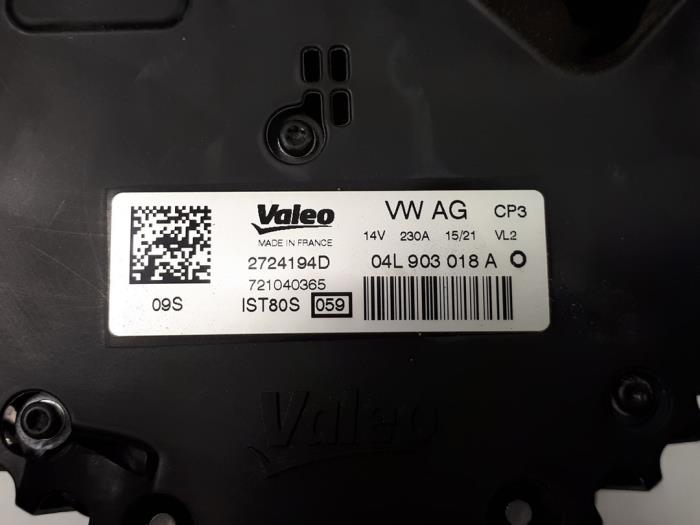 Valeo VW AG CP3
MADE IN FRANCE 14V 230A 15/21 VL2
2724194D 04L 903 018 A O
721040365
09S IST80S 059
Valeo